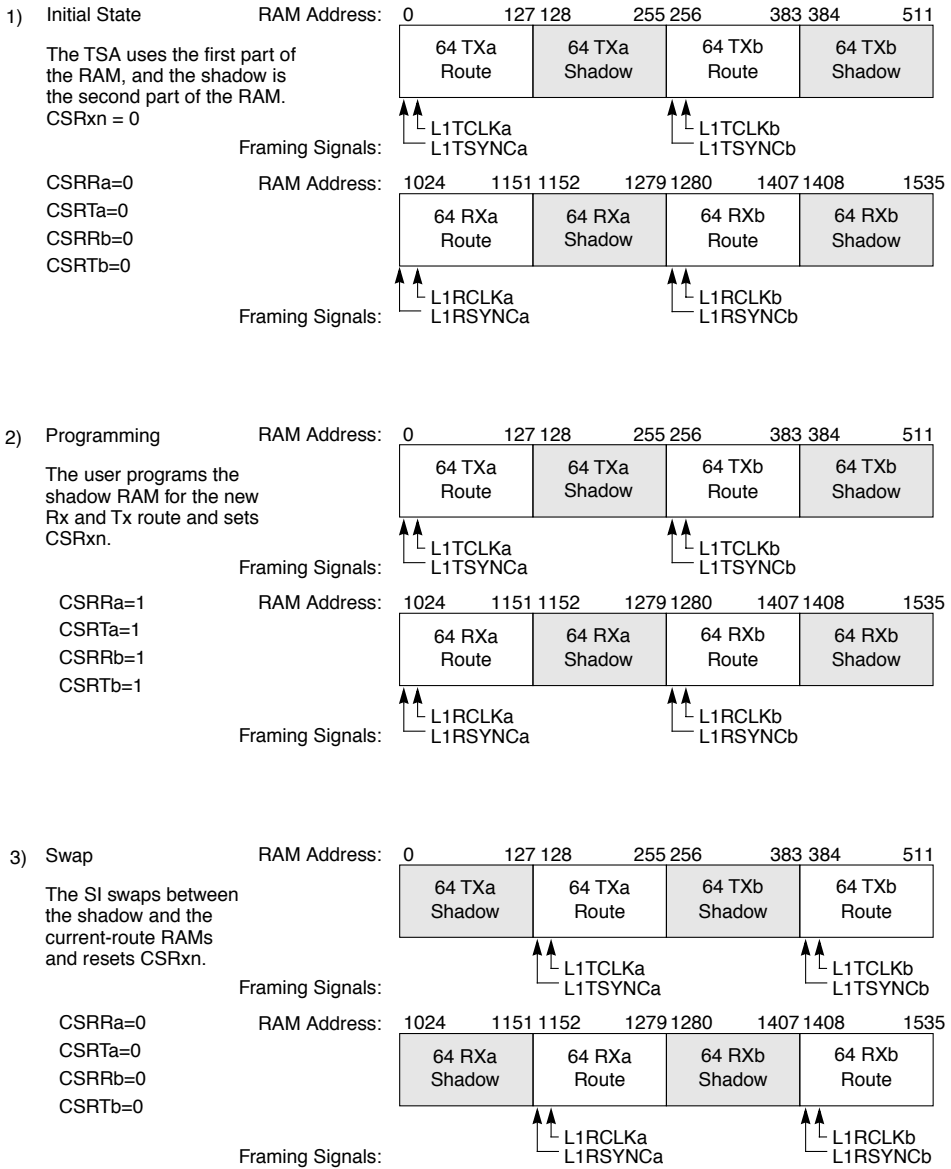 1) Initial State RAM Address: 0 127 128 255 256 383 384 511
The TSA uses the first part of
the RAM, and the shadow is
the second part of the RAM.
CSRxn = 0
64 TXa 64 TXa 64 TXb 64 TXb
Route Shadow Route Shadow
L1TCLKa L1TCLKb
Framing Signals: L1TSYNCa L1TSYNCb
CSRRa=0 RAM Address: 1024 1151 1152 1279 1280 1407 1408 1535
CSRTa=0
CSRRb=0
CSRTb=0
64 RXa 64 RXa 64 RXb 64 RXb
Route Shadow Route Shadow
L1RCLKa L1RCLKb
Framing Signals: L1RSYNCa L1RSYNCb
2) Programming RAM Address: 0 127 128 255 256 383 384 511
The user programs the
shadow RAM for the new
Rx and Tx route and sets
CSRxn.
64 TXa 64 TXa 64 TXb 64 TXb
Route Shadow Route Shadow
L1TCLKa L1TCLKb
Framing Signals: L1TSYNCa L1TSYNCb
CSRRa=1 RAM Address: 1024 1151 1152 1279 1280 1407 1408 1535
CSRTa=1
CSRRb=1
CSRTb=1
64 RXa 64 RXa 64 RXb 64 RXb
Route Shadow Route Shadow
L1RCLKa L1RCLKb
Framing Signals: L1RSYNCa L1RSYNCb
3) Swap RAM Address: 0 127 128 255 256 383 384 511
The SI swaps between
the shadow and the
current-route RAMs
and resets CSRxn.
64 TXa 64 TXa 64 TXb 64 TXb
Shadow Route Shadow Route
L1TCLKa L1TCLKb
Framing Signals: L1TSYNCa L1TSYNCb
CSRRa=0 RAM Address: 1024 1151 1152 1279 1280 1407 1408 1535
CSRTa=0
CSRRb=0
CSRTb=0
64 RXa 64 RXa 64 RXb 64 RXb
Shadow Route Shadow Route
L1RCLKa L1RCLKb
Framing Signals: L1RSYNCa L1RSYNCb